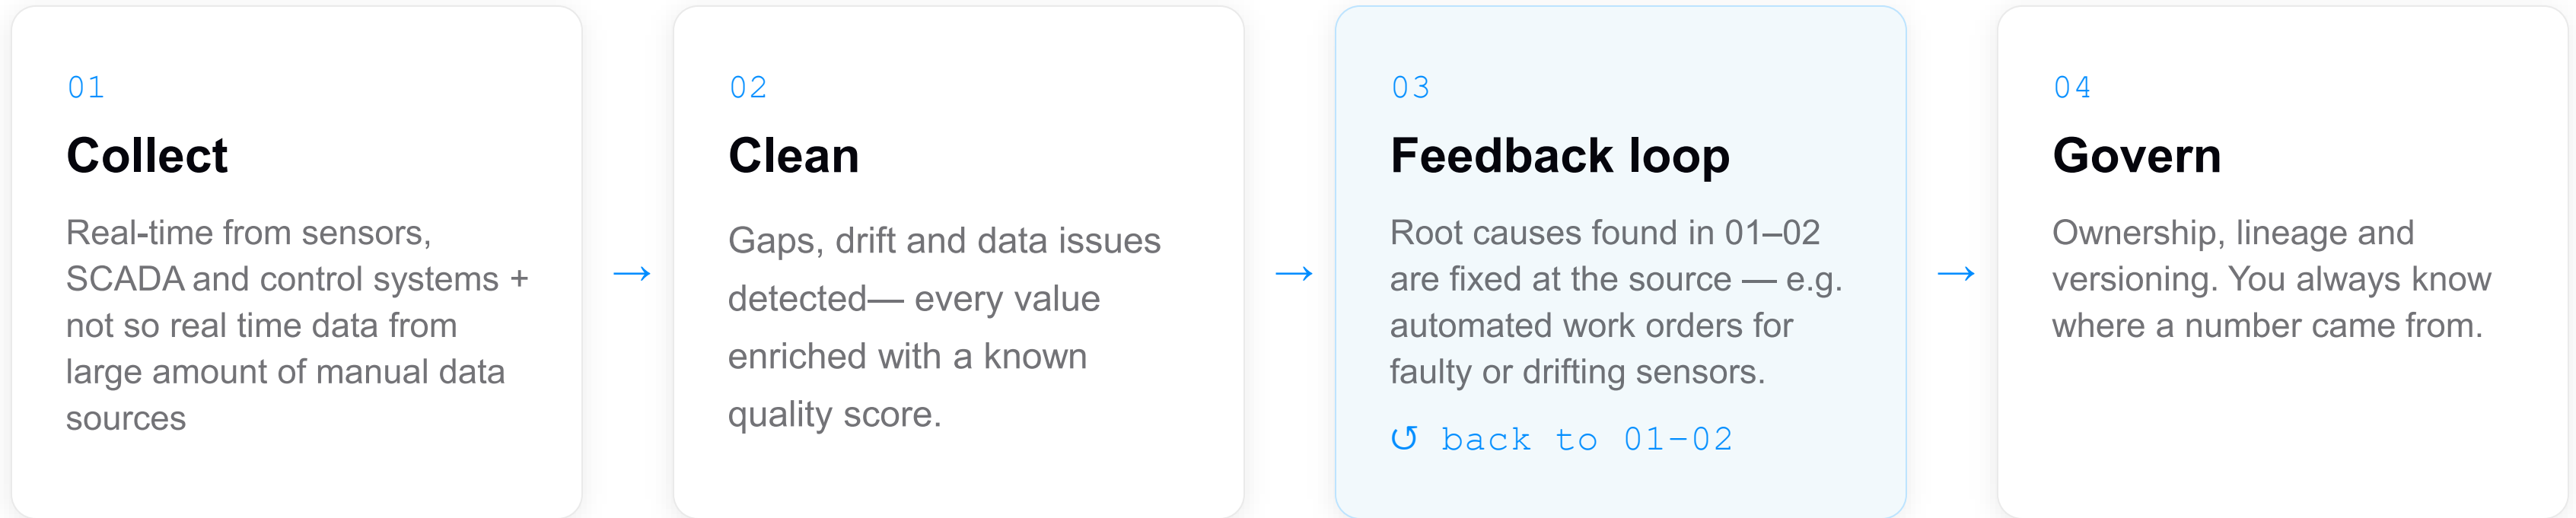 01
Collect
Real-time from sensors,
SCADA and control systems +
not so real time data from
large amount of manual data
sources
→
02
Clean
Gaps, drift and data issues
detected— every value
enriched with a known
quality score.
→
03
Feedback loop
Root causes found in 01–02
are fixed at the source — e.g.
automated work orders for
faulty or drifting sensors.
↺ back to 01–02
→
04
Govern
Ownership, lineage and
versioning. You always know
where a number came from.